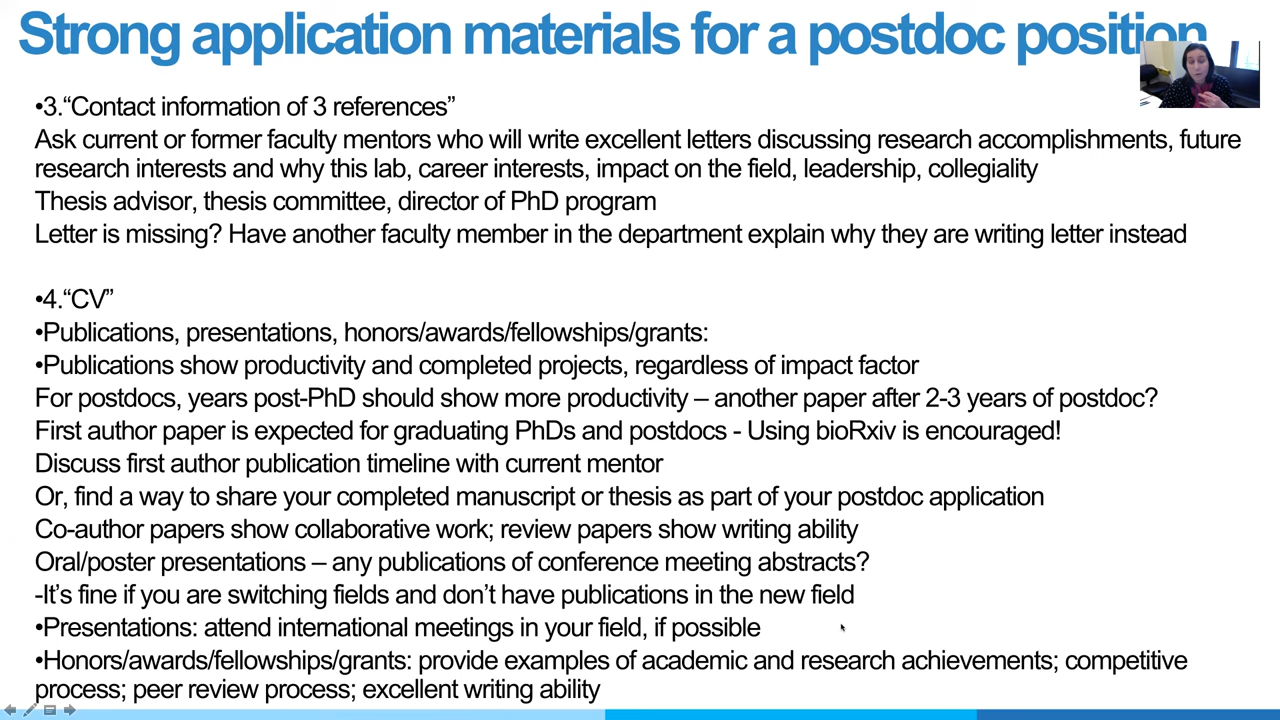 Strong application materials for a postdoc position
•3.“Contact information of 3 references”
Ask current or former faculty mentors who will write excellent letters discussing research accomplishments, future
research interests and why this lab, career interests, impact on the field, leadership, collegiality
Thesis advisor, thesis committee, director of PhD program
Letter is missing? Have another faculty member in the department explain why they are writing letter instead
•4.“CV”
•Publications, presentations, honors/awards/fellowships/grants:
•Publications show productivity and completed projects, regardless of impact factor
For postdocs, years post-PhD should show more productivity – another paper after 2-3 years of postdoc?
First author paper is expected for graduating PhDs and postdocs - Using bioRxiv is encouraged!
Discuss first author publication timeline with current mentor
Or, find a way to share your completed manuscript or thesis as part of your postdoc application
Co-author papers show collaborative work; review papers show writing ability
Oral/poster presentations – any publications of conference meeting abstracts?
-It’s fine if you are switching fields and don’t have publications in the new field
•Presentations: attend international meetings in your field, if possible
•Honors/awards/fellowships/grants: provide examples of academic and research achievements; competitive
process; peer review process; excellent writing ability